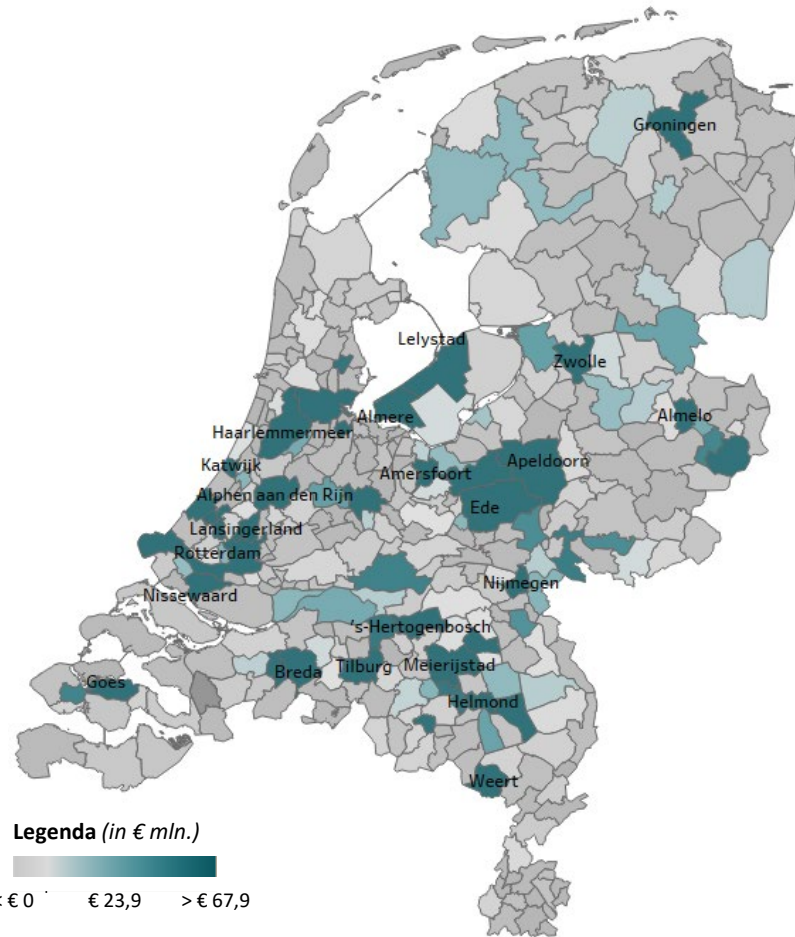 Groningen
Lelystad
Zwolle
Almere
Almelo
Haarlemmermeer
Katwijk
Amersfoort
Apeldoorn
Alphen aan den Rijn
Ede
Lansingerland
Rotterdam
Nijmegen
Nissewaard
's-Hertogenbosch
Goes
Breda
Tilburg
Meierijstad
Helmond
Weert
Legenda (in € mln.)
€ 0 € 23,9 > € 67,9